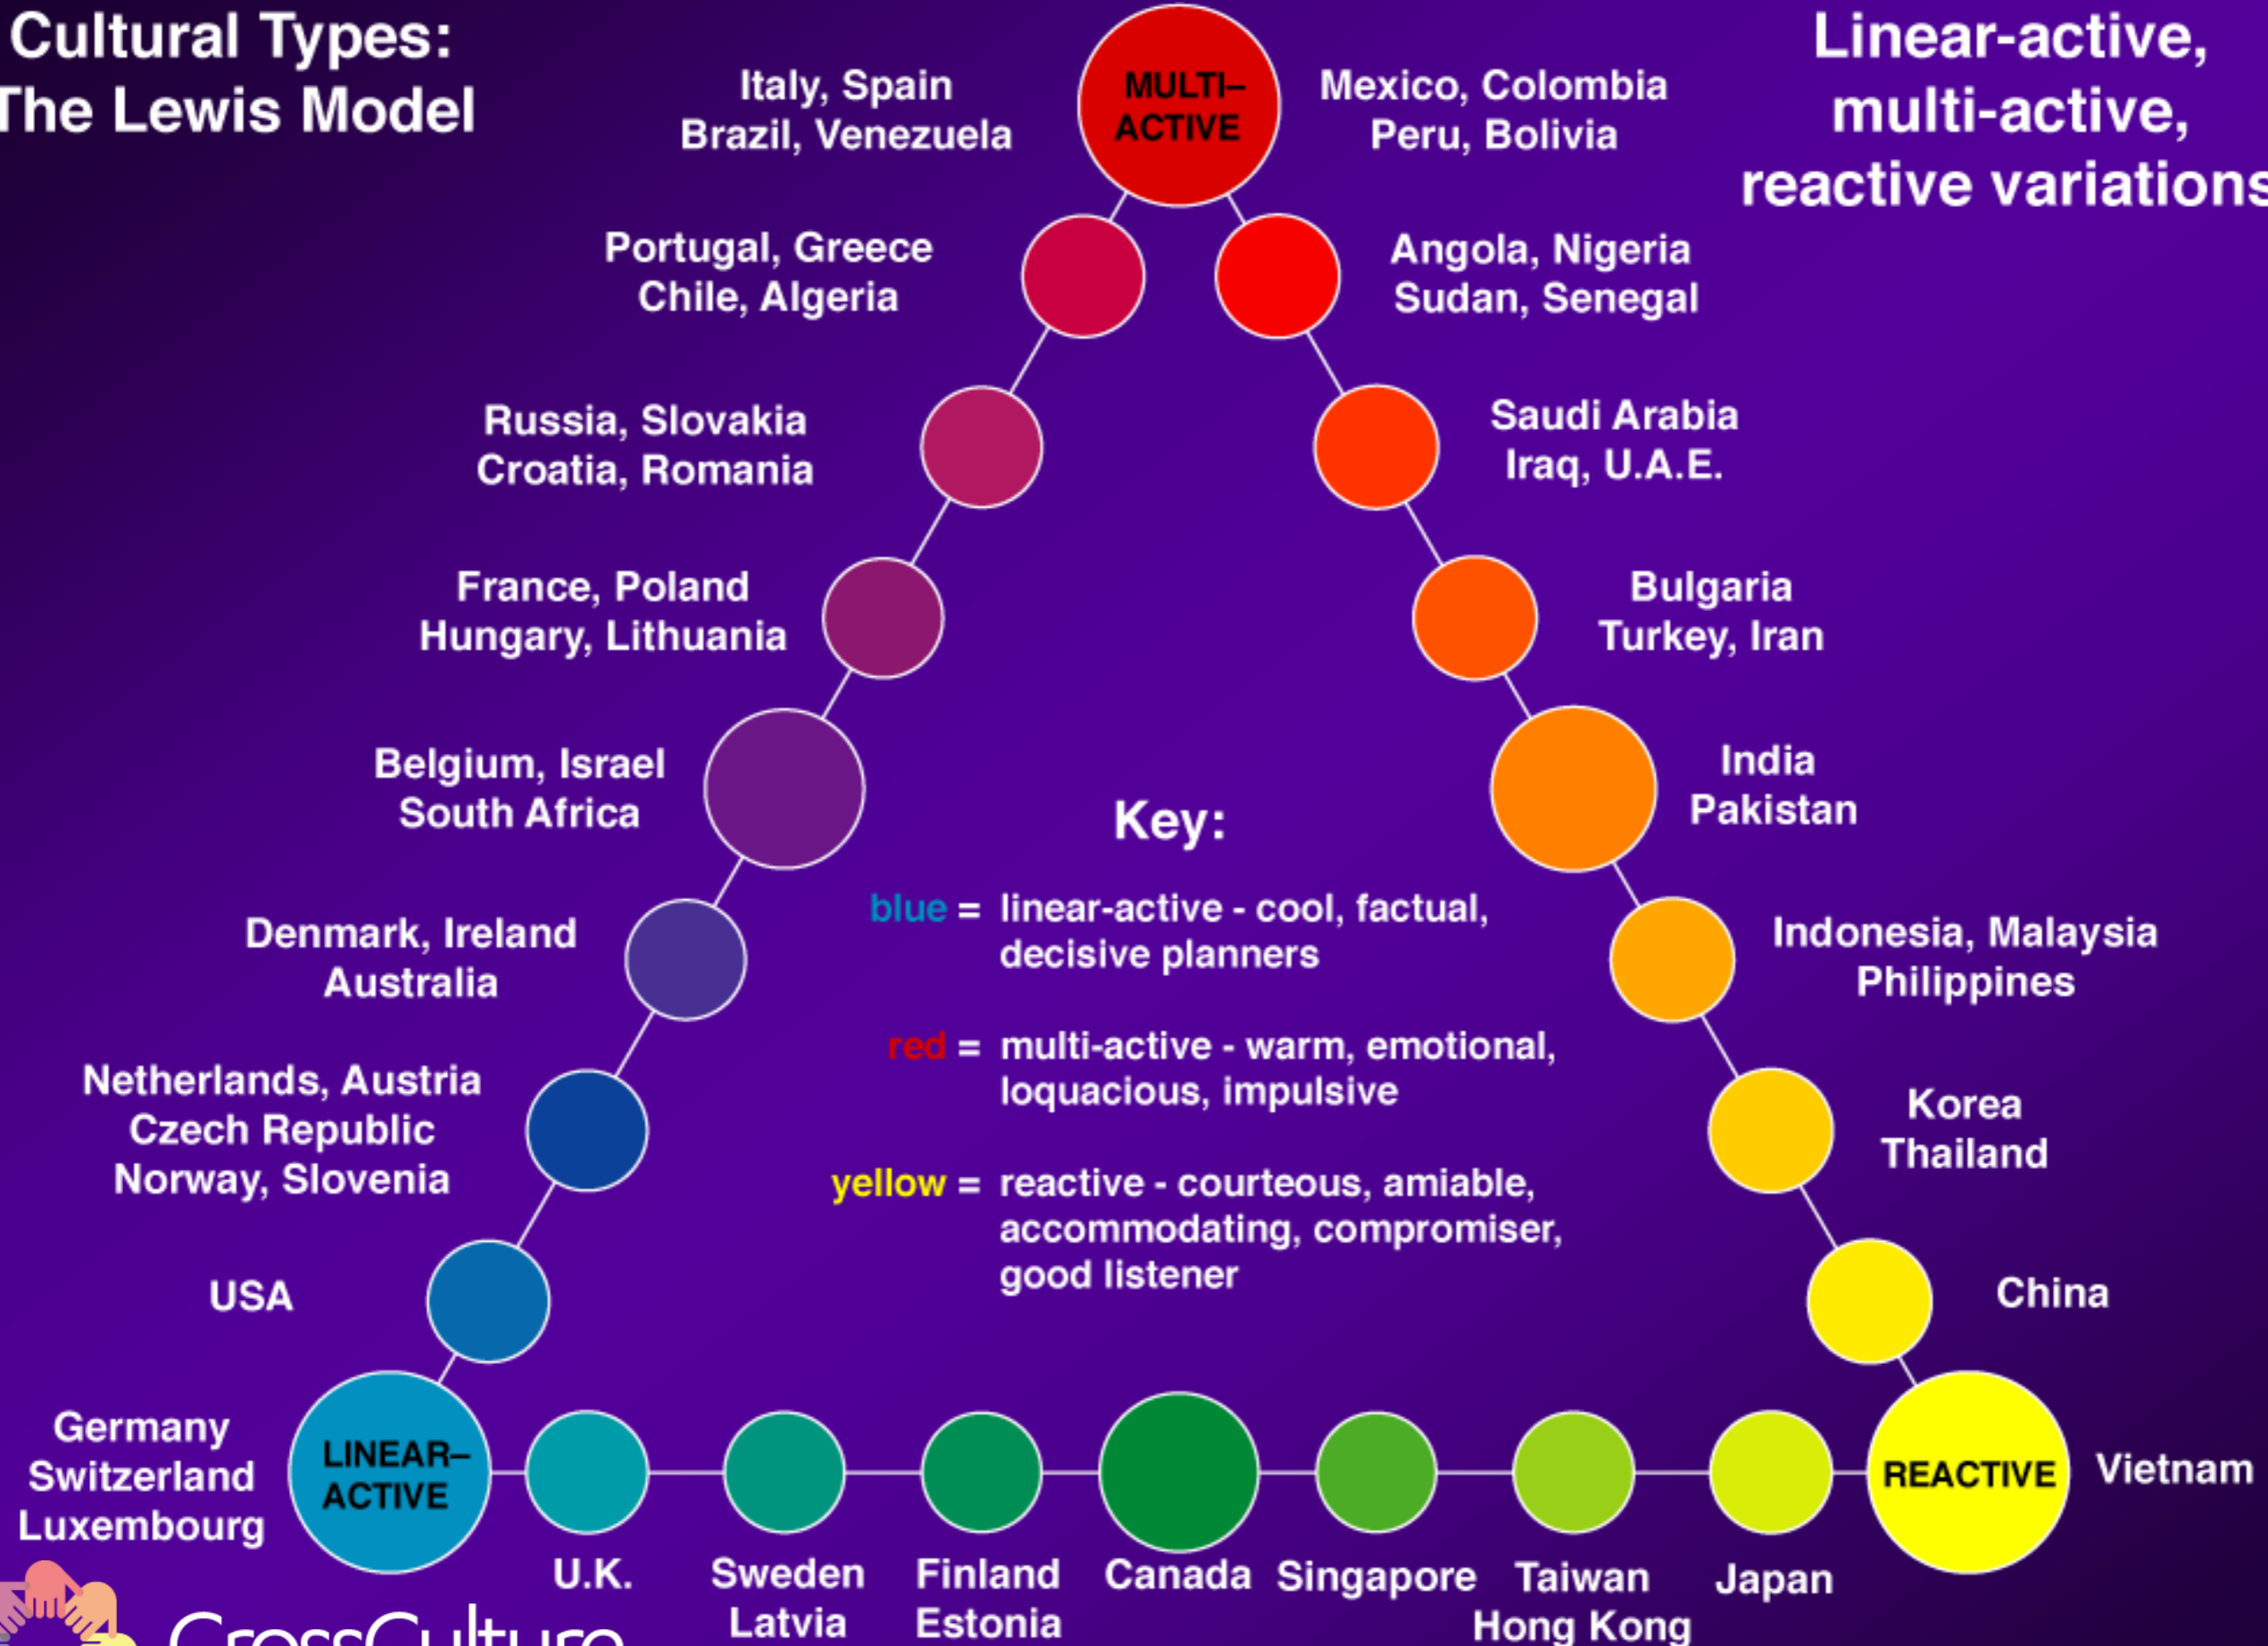 Cultural Types:
The Lewis Model
Linear-active,
multi-active,
reactive variations
MULTI–
ACTIVE
Italy, Spain
Brazil, Venezuela
Mexico, Colombia
Peru, Bolivia
Portugal, Greece
Chile, Algeria
Angola, Nigeria
Sudan, Senegal
Russia, Slovakia
Croatia, Romania
Saudi Arabia
Iraq, U.A.E.
France, Poland
Hungary, Lithuania
Bulgaria
Turkey, Iran
Belgium, Israel
South Africa
India
Pakistan
Key:
blue = linear-active - cool, factual,
decisive planners
red = multi-active - warm, emotional,
loquacious, impulsive
yellow = reactive - courteous, amiable,
accommodating, compromiser,
good listener
Denmark, Ireland
Australia
Indonesia, Malaysia
Philippines
Netherlands, Austria
Czech Republic
Norway, Slovenia
Korea
Thailand
USA
China
Germany
Switzerland
Luxembourg
LINEAR–
ACTIVE
REACTIVE
Vietnam
U.K.
Sweden
Latvia
Finland
Estonia
Canada
Singapore
Taiwan
Hong Kong
Japan
CrossCulture